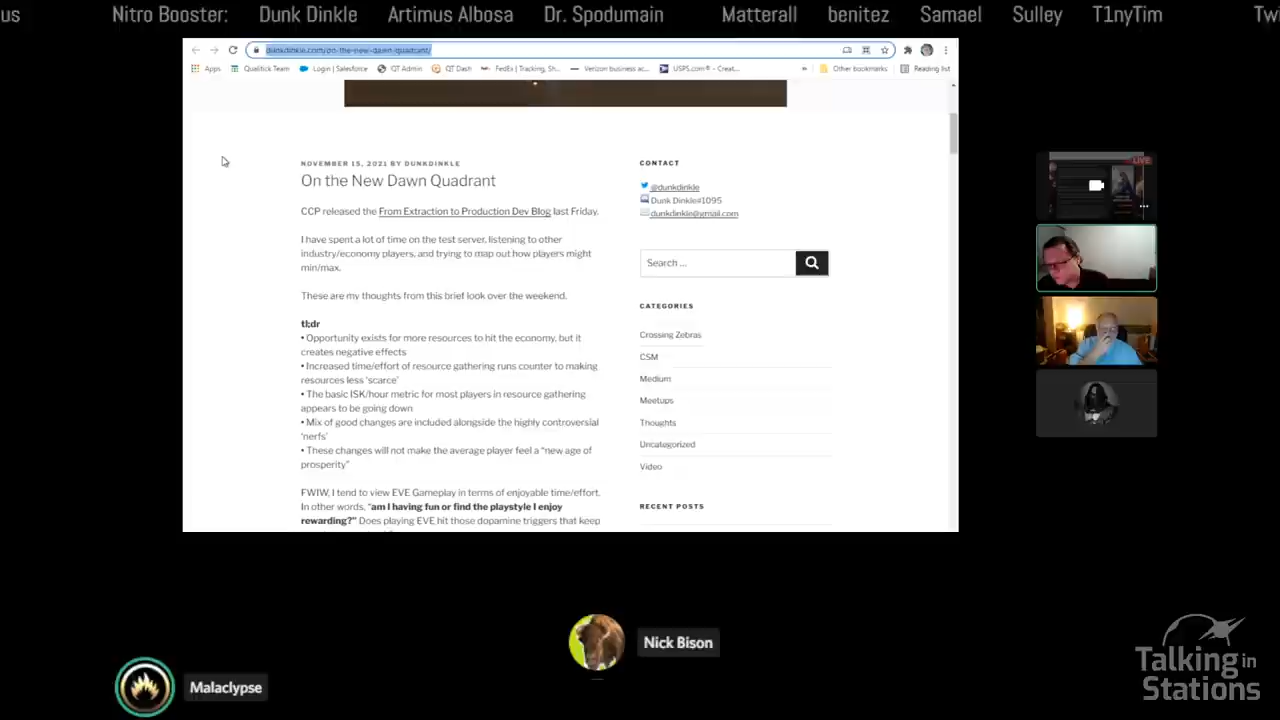 us Nitro Booster: Dunk Dinkle Artimus Albosa Dr. Spodumain Matterall benitez Samael Sulley T1nyTim Twi
dunkdinkle.com/on-the-new-dawn-quadrant/
Apps Qualitick Team Login | Salesforce QT Admin QT Dash FedEx | Tracking, Sh... Verizon business ac... USPS.com® - Creat... » Other bookmarks Reading list
NOVEMBER 15, 2021 BY DUNKDINKLE
On the New Dawn Quadrant
CCP released the From Extraction to Production Dev Blog last Friday.
I have spent a lot of time on the test server, listening to other
industry/economy players, and trying to map out how players might
min/max.
These are my thoughts from this brief look over the weekend.
tl;dr
• Opportunity exists for more resources to hit the economy, but it
creates negative effects
• Increased time/effort of resource gathering runs counter to making
resources less ‘scarce’
• The basic ISK/hour metric for most players in resource gathering
appears to be going down
• Mix of good changes are included alongside the highly controversial
‘nerfs’
• These changes will not make the average player feel a “new age of
prosperity”
FWIW, I tend to view EVE Gameplay in terms of enjoyable time/effort.
In other words, “am I having fun or find the playstyle I enjoy
rewarding?” Does playing EVE hit those dopamine triggers that keep
CONTACT
@dunkdinkle
Dunk Dinkle#1095
dunkdinkle@gmail.com
Search ...
CATEGORIES
Crossing Zebras
CSM
Medium
Meetups
Thoughts
Uncategorized
Video
RECENT POSTS
LIVE
Nick Bison
Malaclypse
Talking in
Stations